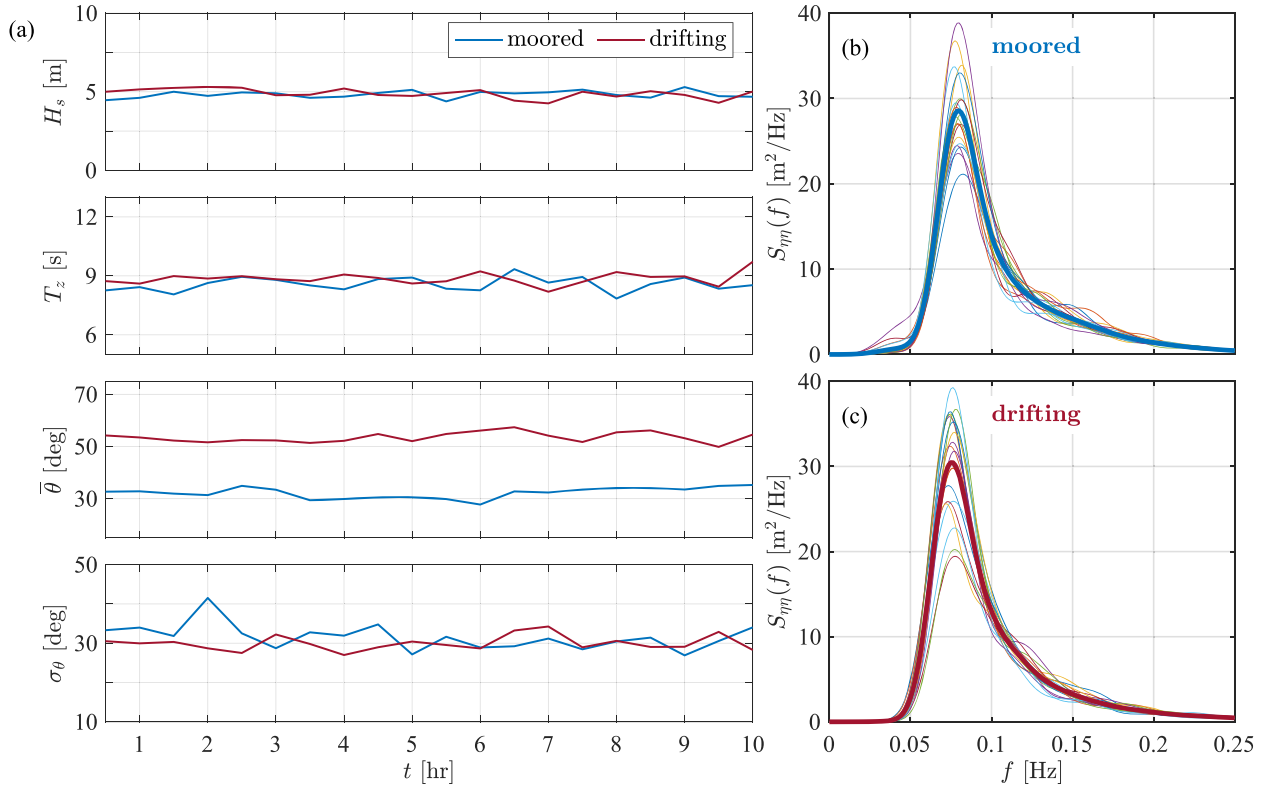 (a)
moored drifting
H_s [m]
10
5
0
T_z [s]
12
9
6
θ̅ [deg]
70
50
30
σ_θ [deg]
50
30
10
1 2 3 4 5 6 7 8 9 10
t [hr]
(b)
moored
S_ηη(f) [m²/Hz]
40
30
20
10
0
(c)
drifting
S_ηη(f) [m²/Hz]
40
30
20
10
0
0 0.05 0.1 0.15 0.2 0.25
f [Hz]